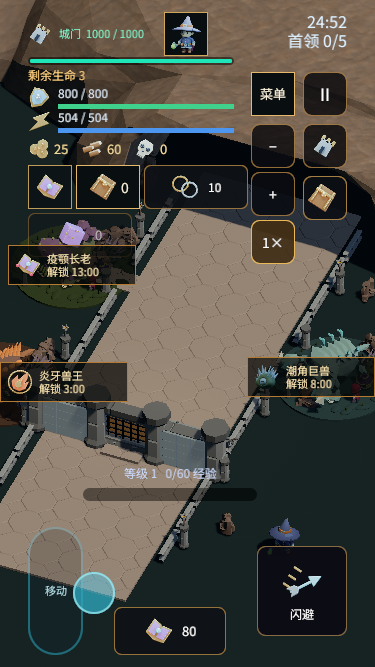 城门 1000 / 1000
24:52
首领 0/5
剩余生命 3
800 / 800
504 / 504
菜单
25
60
0
0
10
0
1×
疫颚长老
解锁 13:00
炎牙兽王
解锁 3:00
潮角巨兽
解锁 8:00
等级 1 0/60 经验
移动
80
闪避